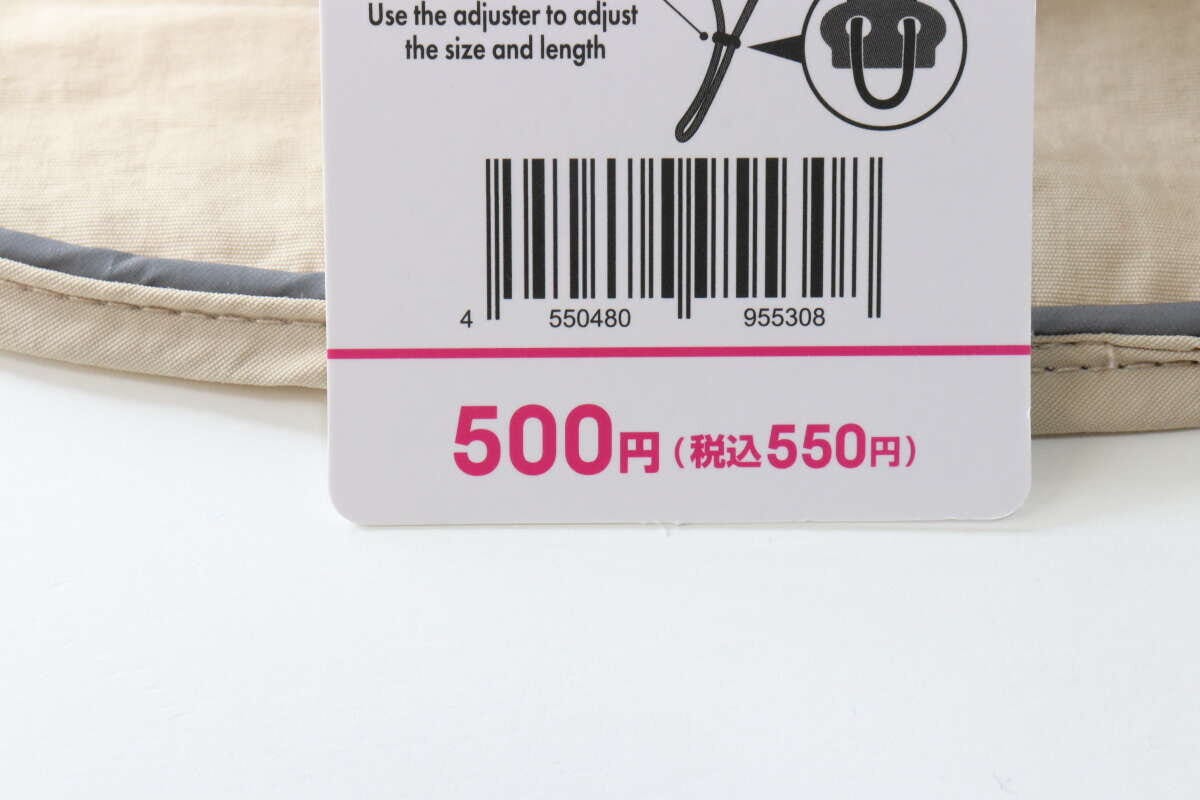 Use the adjuster to adjust
the size and length
4 550480 955308
500円(税込550円)